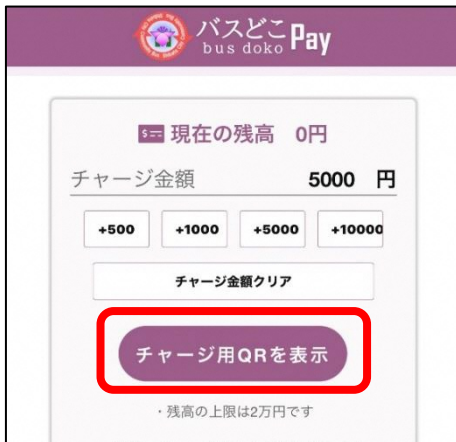 バスどこ Pay
bus doko
現在の残高 0円
チャージ金額 5000 円
+500 +1000 +5000 +10000
チャージ金額クリア
チャージ用QRを表示
・残高の上限は2万円です